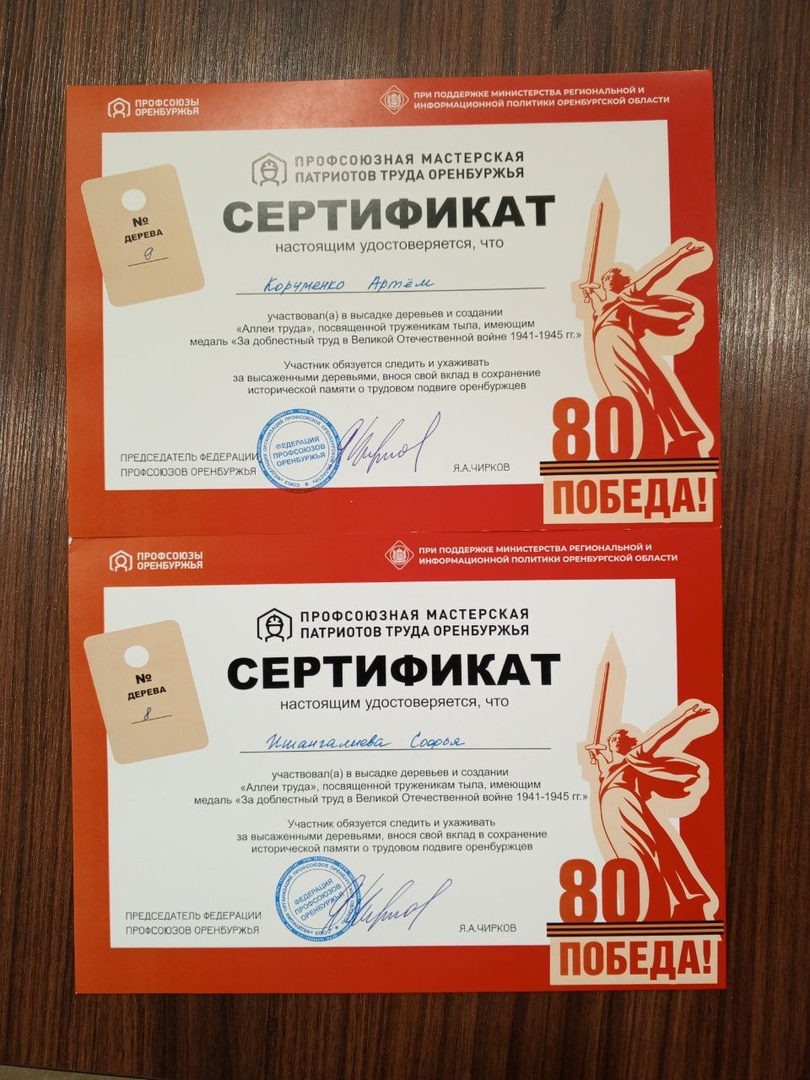 ПРОФСОЮЗЫ
ОРЕНБУРЖЬЯ
ПРИ ПОДДЕРЖКЕ МИНИСТЕРСТВА РЕГИОНАЛЬНОЙ И
ИНФОРМАЦИОННОЙ ПОЛИТИКИ ОРЕНБУРГСКОЙ ОБЛАСТИ
ПРОФСОЮЗНАЯ МАСТЕРСКАЯ
ПАТРИОТОВ ТРУДА ОРЕНБУРЖЬЯ
СЕРТИФИКАТ
настоящим удостоверяется, что
№
ДЕРЕВА
9
Артём
участвовал(а) в высадке деревьев и создании
«Аллеи труда», посвященной труженикам тыла, имеющим
медаль «За доблестный труд в Великой Отечественной войне 1941-1945 гг.»
Участник обязуется следить и ухаживать
за высаженными деревьями, внося свой вклад в сохранение
исторической памяти о трудовом подвиге оренбуржцев
ФЕДЕРАЦИЯ
ПРОФСОЮЗОВ
ОРЕНБУРЖЬЯ
ПРЕДСЕДАТЕЛЬ ФЕДЕРАЦИИ
ПРОФСОЮЗОВ ОРЕНБУРЖЬЯ
Я.А.ЧИРКОВ
80
ПОБЕДА!
ПРОФСОЮЗЫ
ОРЕНБУРЖЬЯ
ПРИ ПОДДЕРЖКЕ МИНИСТЕРСТВА РЕГИОНАЛЬНОЙ И
ИНФОРМАЦИОННОЙ ПОЛИТИКИ ОРЕНБУРГСКОЙ ОБЛАСТИ
ПРОФСОЮЗНАЯ МАСТЕРСКАЯ
ПАТРИОТОВ ТРУДА ОРЕНБУРЖЬЯ
СЕРТИФИКАТ
настоящим удостоверяется, что
№
ДЕРЕВА
8
Ишангалиева Софья
участвовал(а) в высадке деревьев и создании
«Аллеи труда», посвященной труженикам тыла, имеющим
медаль «За доблестный труд в Великой Отечественной войне 1941-1945 гг.»
Участник обязуется следить и ухаживать
за высаженными деревьями, внося свой вклад в сохранение
исторической памяти о трудовом подвиге оренбуржцев
ФЕДЕРАЦИЯ
ПРОФСОЮЗОВ
ОРЕНБУРЖЬЯ
ПРЕДСЕДАТЕЛЬ ФЕДЕРАЦИИ
ПРОФСОЮЗОВ ОРЕНБУРЖЬЯ
Я.А.ЧИРКОВ
80
ПОБЕДА!